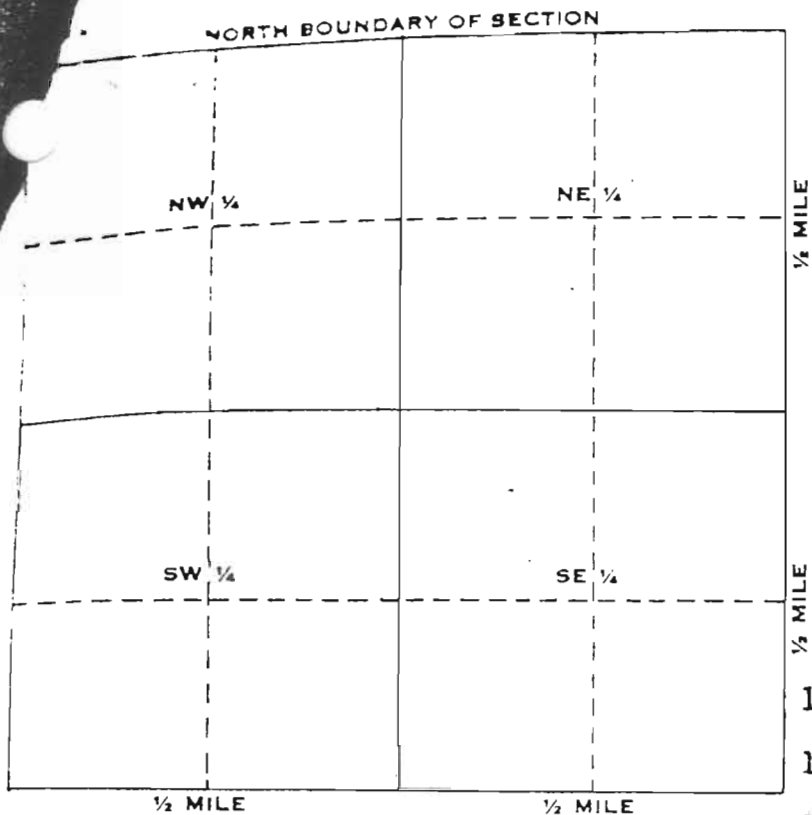 NORTH BOUNDARY OF SECTION
NW ¼
NE ¼
½ MILE
SW ¼
SE ¼
½ MILE
½ MILE
½ MILE